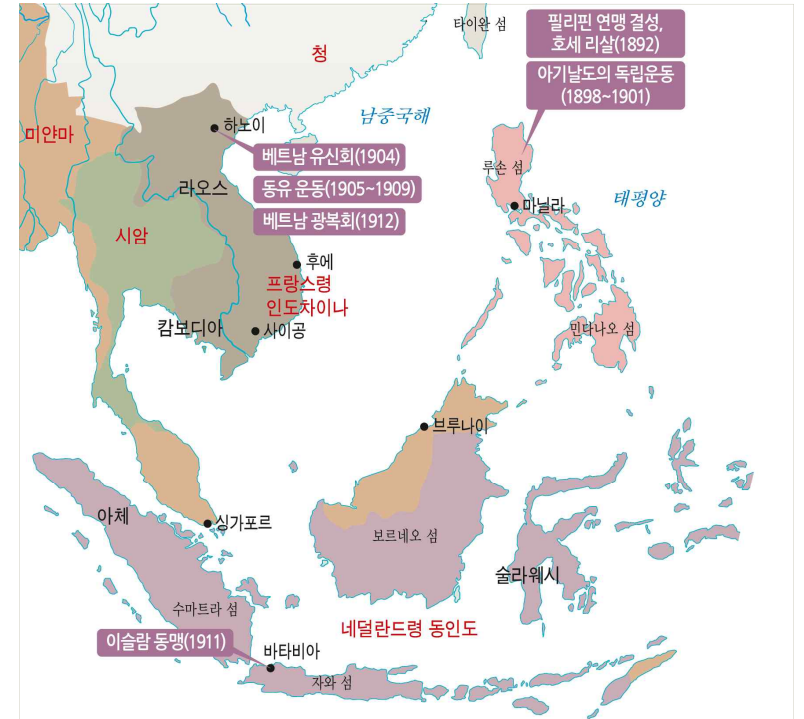 타이완 섬
필리핀 연맹 결성,
호세 리살(1892)
청
아기날도의 독립운동
(1898~1901)
남중국해
미얀마
하노이
베트남 유신회(1904)
루손 섬
라오스
동유 운동(1905~1909)
태평양
마닐라
베트남 광복회(1912)
시암
후에
프랑스령
인도차이나
캄보디아
사이공
민다나오 섬
브루나이
아체
싱가포르
보르네오 섬
술라웨시
수마트라 섬
네덜란드령 동인도
이슬람 동맹(1911)
바타비아
자와 섬